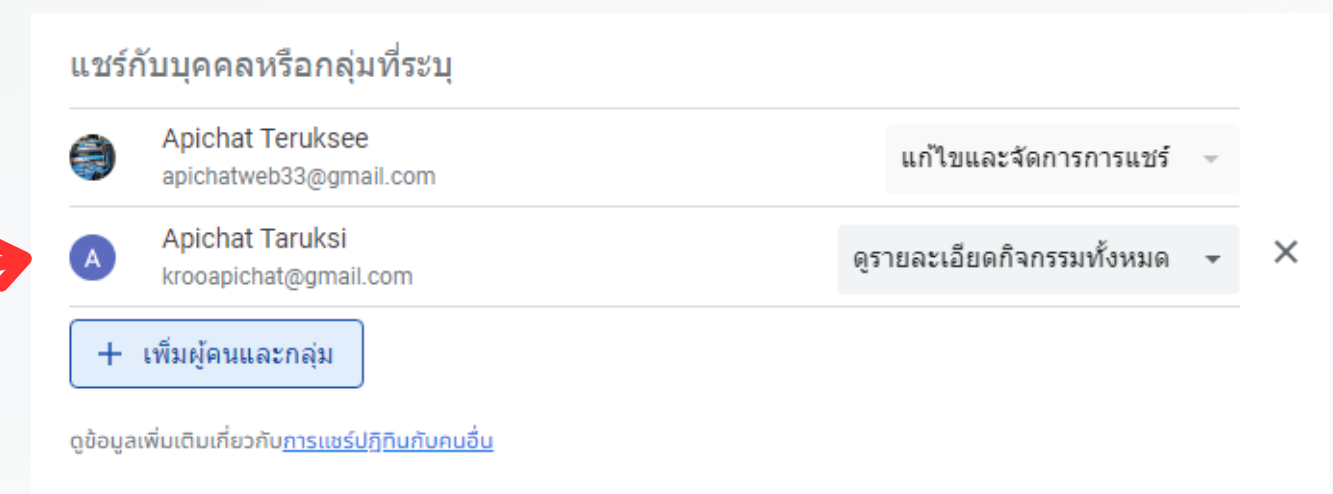 แชร์กับบุคคลหรือกลุ่มที่ระบุ
Apichat Teruksee
apichatweb33@gmail.com
แก้ไขและจัดการการแชร์
A
Apichat Taruksi
krooapichat@gmail.com
ดูรายละเอียดกิจกรรมทั้งหมด
+ เพิ่มผู้คนและกลุ่ม
ดูข้อมูลเพิ่มเติมเกี่ยวกับการแชร์ปฏิทินกับคนอื่น